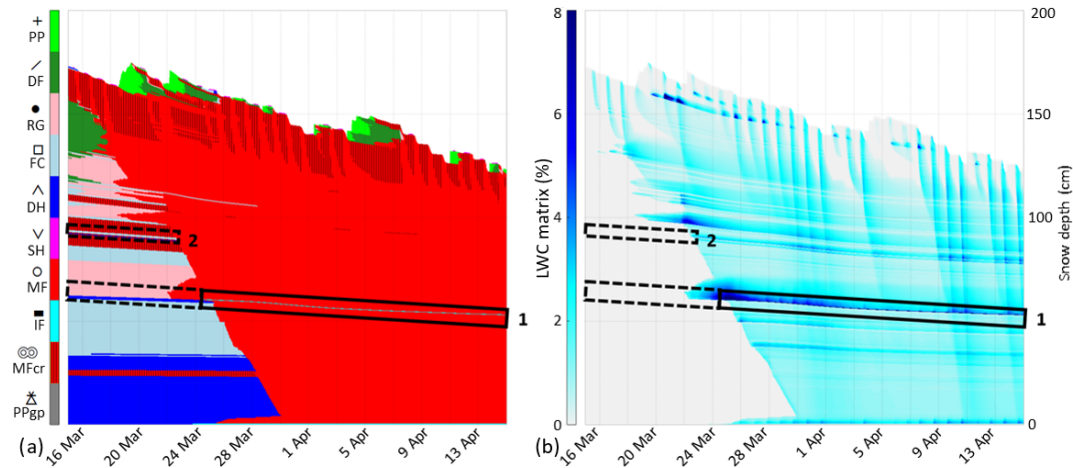 +
PP
/
DF
●
RG
□
FC
∧
DH
∨
SH
○
MF
▬
IF
◎◎
MFcr
PPgp
2
1
(a)
16 Mar
20 Mar
24 Mar
28 Mar
1 Apr
5 Apr
9 Apr
13 Apr
8
6
4
2
0
LWC matrix (%)
2
1
200
150
100
50
0
Snow depth (cm)
(b)
16 Mar
20 Mar
24 Mar
28 Mar
1 Apr
5 Apr
9 Apr
13 Apr